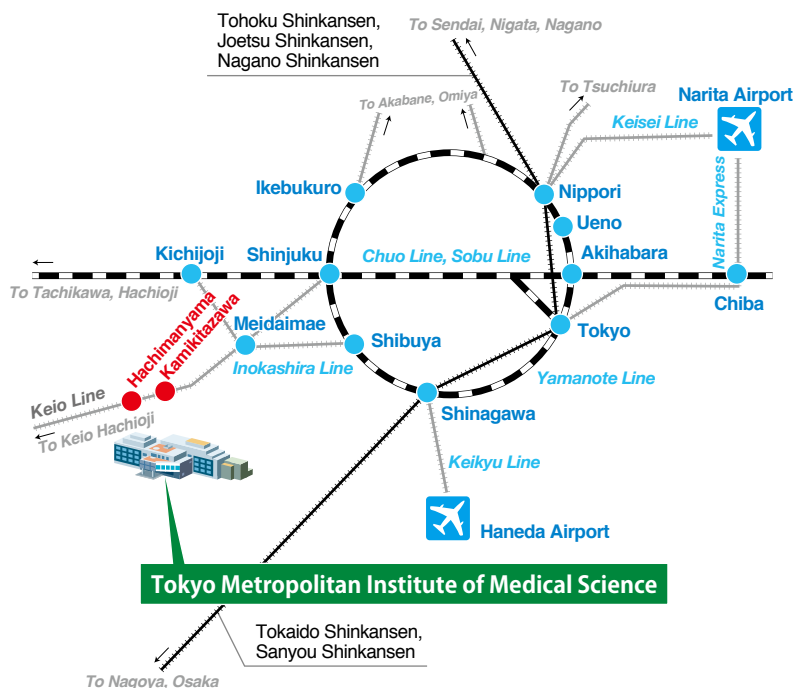 Tohoku Shinkansen,
Joetsu Shinkansen,
Nagano Shinkansen
To Sendai, Nigata, Nagano
To Akabane, Omiya
To Tsuchiura
Narita Airport
Keisei Line
Narita Express
Ikebukuro
Nippori
Ueno
Kichijoji
Shinjuku
Chuo Line, Sobu Line
Akihabara
To Tachikawa, Hachioji
Chiba
Hachimanyama
Kamikitazawa
Meidaimae
Shibuya
Tokyo
Inokashira Line
Yamanote Line
Keio Line
To Keio Hachioji
Shinagawa
Keikyu Line
Haneda Airport
Tokyo Metropolitan Institute of Medical Science
Tokaido Shinkansen,
Sanyou Shinkansen
To Nagoya, Osaka